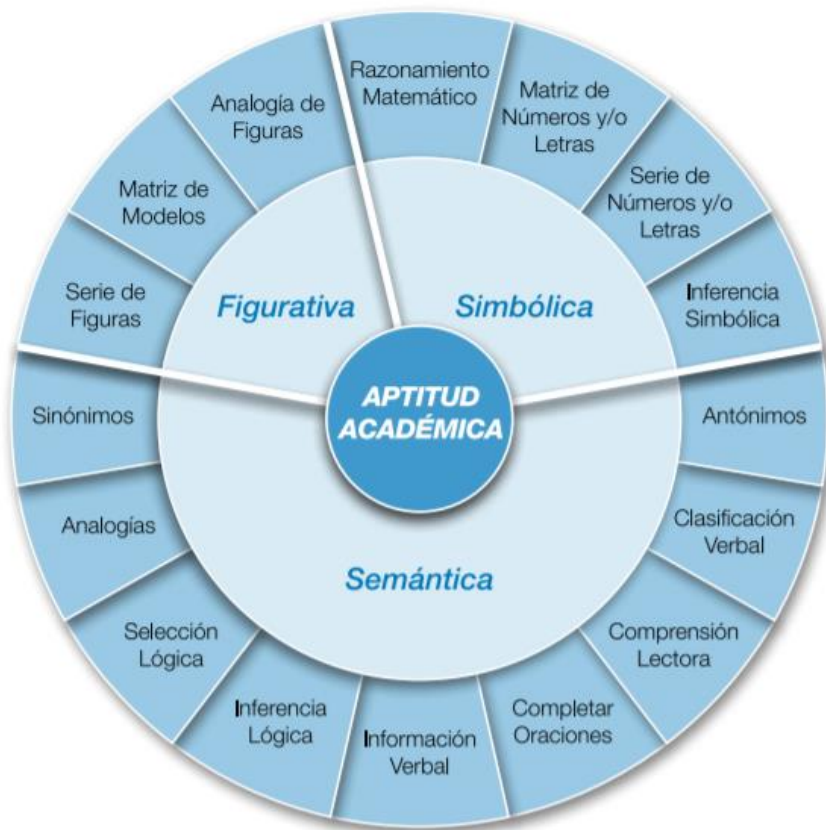 APTITUD
ACADÉMICA
Figurativa
Analogía de
Figuras
Matriz de
Modelos
Serie de
Figuras
Simbólica
Razonamiento
Matemático
Matriz de
Números y/o
Letras
Serie de
Números y/o
Letras
Inferencia
Simbólica
Semántica
Antónimos
Clasificación
Verbal
Comprensión
Lectora
Completar
Oraciones
Información
Verbal
Inferencia
Lógica
Selección
Lógica
Analogías
Sinónimos